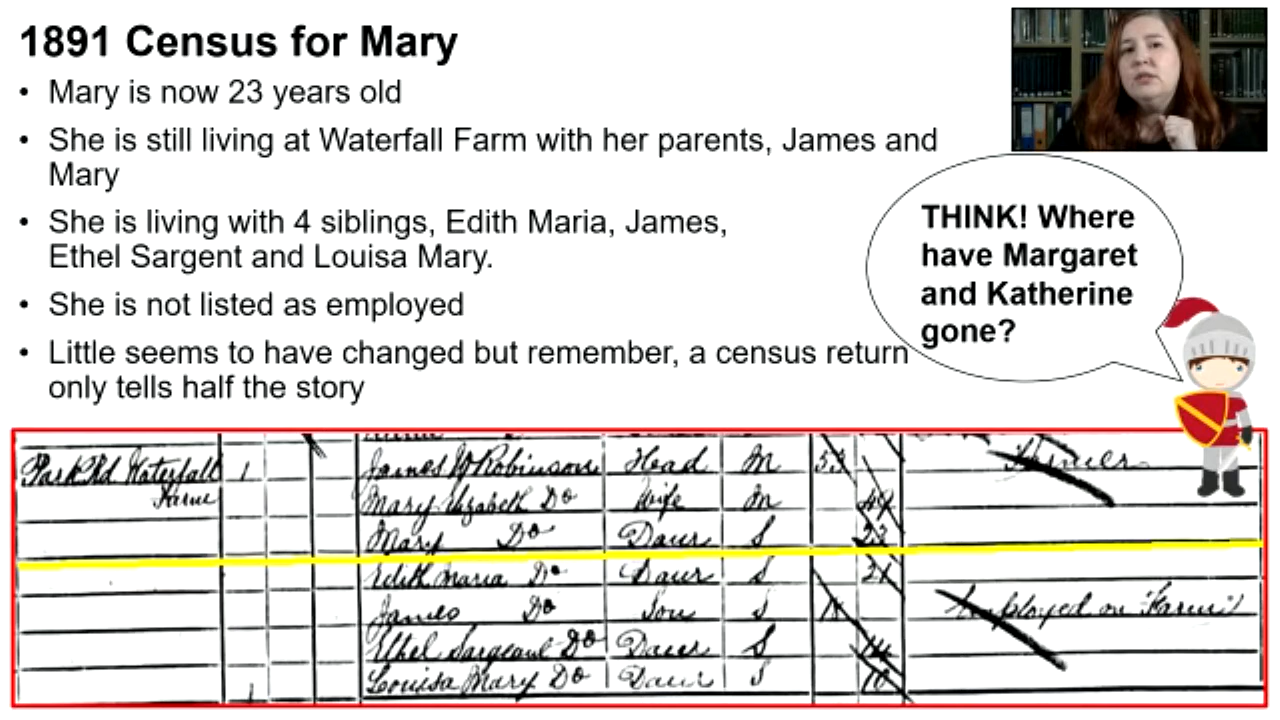 1891 Census for Mary
• Mary is now 23 years old
• She is still living at Waterfall Farm with her parents, James and
Mary
• She is living with 4 siblings, Edith Maria, James,
Ethel Sargent and Louisa Mary.
• She is not listed as employed
• Little seems to have changed but remember, a census return
only tells half the story
THINK! Where
have Margaret
and Katherine
gone?
Park Rd Waterfall 1 James W Robinson Head M 53 Farmer
Farm Mary Elizabeth Do Wife M 49
Mary Do Daur S 23
Edith Maria Do Daur S 21
James Do Son S 18 Employed on Farm
Ethel Sargeant Do Daur S 14
Louisa Mary Do Daur S 10